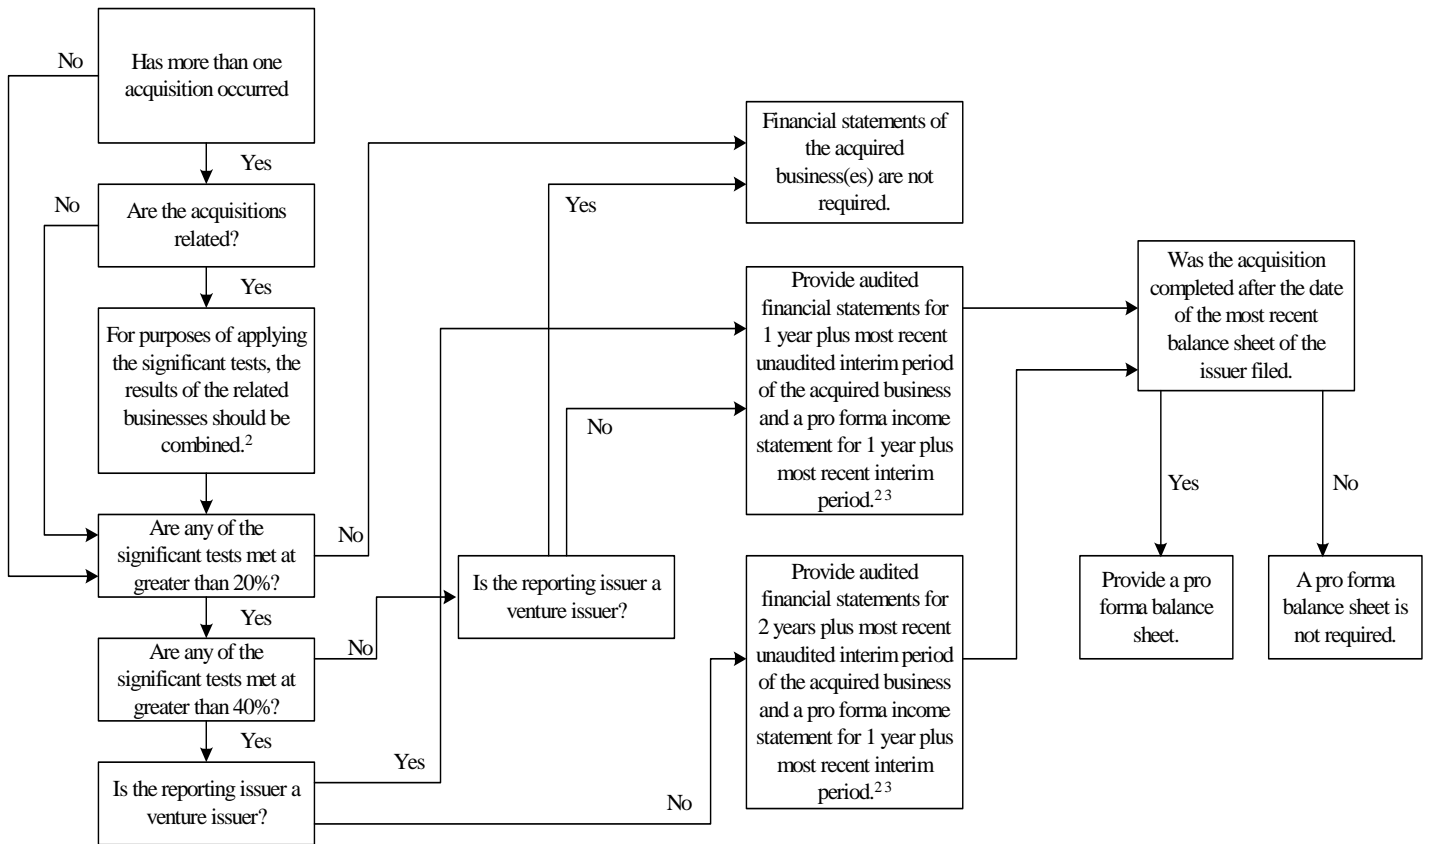 Has more than one
acquisition occurred
No
Yes
Are the acquisitions
related?
No
Yes
For purposes of applying
the significant tests, the
results of the related
businesses should be
combined.2
Are any of the
significant tests met at
greater than 20%?
No
Yes
Are any of the
significant tests met at
greater than 40%?
No
Yes
Is the reporting issuer a
venture issuer?
Yes
No
Is the reporting issuer a
venture issuer?
Yes
No
Financial statements of
the acquired
business(es) are not
required.
Provide audited
financial statements for
1 year plus most recent
unaudited interim period
of the acquired business
and a pro forma income
statement for 1 year plus
most recent interim
period.2 3
Provide audited
financial statements for
2 years plus most recent
unaudited interim period
of the acquired business
and a pro forma income
statement for 1 year plus
most recent interim
period.2 3
Was the acquisition
completed after the date
of the most recent
balance sheet of the
issuer filed.
Yes
No
Provide a pro
forma balance
sheet.
A pro forma
balance sheet is
not required.